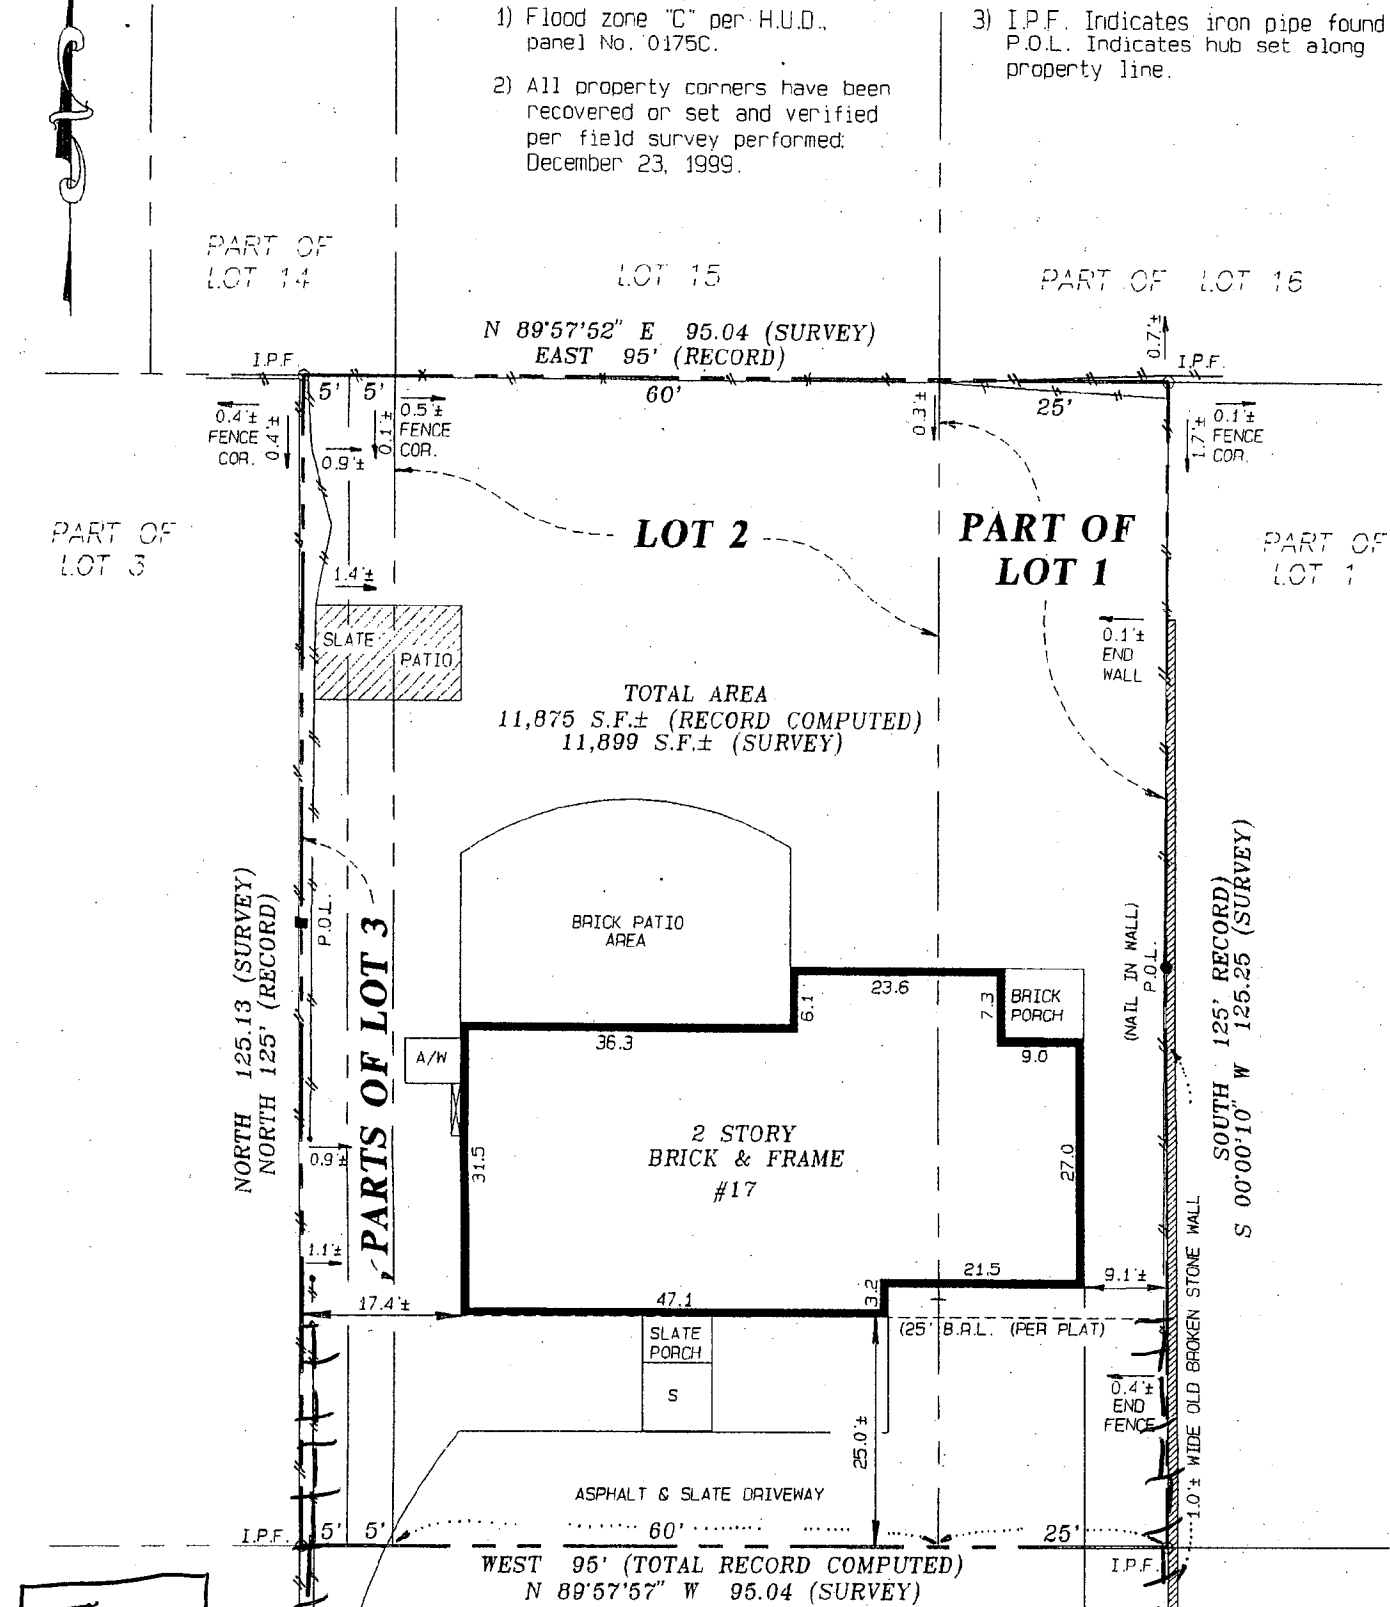 1) Flood zone "C" per H.U.D.,
panel No. 0175C.
2) All property corners have been
recovered or set and verified
per field survey performed:
December 23, 1999.
3) I.P.F. Indicates iron pipe found
P.O.L. Indicates hub set along
property line.
PART OF
LOT 14
LOT 15
PART OF LOT 16
N 89°57'52" E 95.04 (SURVEY)
EAST 95' (RECORD)
0.7'±
I.P.F.
I.P.F.
5' 5'
60'
25'
0.4'±
FENCE
COR.
0.4'±
0.9'±
0.1'±
0.5'±
FENCE
COR.
0.3'±
1.7'±
0.1'±
FENCE
COR.
PART OF
LOT 3
LOT 2
PART OF
LOT 1
PART OF
LOT 1
1.4'±
SLATE
PATIO
0.1'±
END
WALL
TOTAL AREA
11,875 S.F.± (RECORD COMPUTED)
11,899 S.F.± (SURVEY)
NORTH 125.13 (SURVEY)
NORTH 125' (RECORD)
P.O.L.
PARTS OF LOT 3
BRICK PATIO
AREA
(NAIL IN WALL)
P.O.L.
SOUTH 125' RECORD)
S 00°00'10" W 125.25 (SURVEY)
6.1
23.6
7.3
BRICK
PORCH
36.3
9.0
A/W
31.5
2 STORY
BRICK & FRAME
#17
27.0
0.9'±
1.1'±
17.4'±
47.1
3.2
21.5
9.1'±
(25' B.R.L. (PER PLAT)
SLATE
PORCH
S
25.0'±
0.4'±
END
FENCE
1.0'± WIDE OLD BROKEN STONE WALL
ASPHALT & SLATE DRIVEWAY
I.P.F.
5' 5'
60'
25'
I.P.F.
WEST 95' (TOTAL RECORD COMPUTED)
N 89°57'57" W 95.04 (SURVEY)